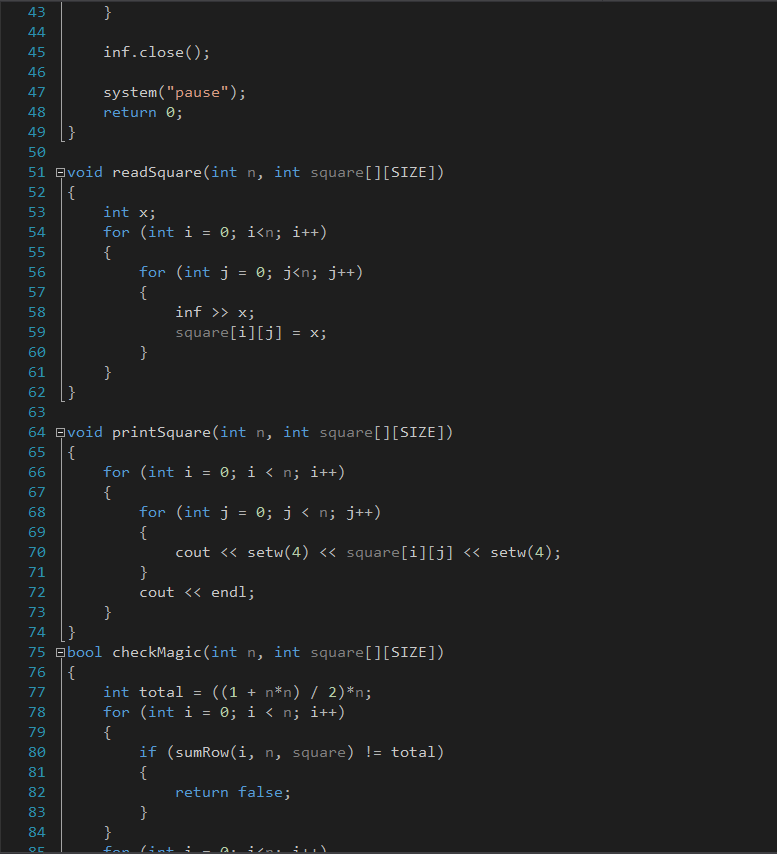 43     }
44
45     inf.close();
46
47     system("pause");
48     return 0;
49 }
50
51 void readSquare(int n, int square[][SIZE])
52 {
53     int x;
54     for (int i = 0; i<n; i++)
55     {
56         for (int j = 0; j<n; j++)
57         {
58             inf >> x;
59             square[i][j] = x;
60         }
61     }
62 }
63
64 void printSquare(int n, int square[][SIZE])
65 {
66     for (int i = 0; i < n; i++)
67     {
68         for (int j = 0; j < n; j++)
69         {
70             cout << setw(4) << square[i][j] << setw(4);
71         }
72         cout << endl;
73     }
74 }
75 bool checkMagic(int n, int square[][SIZE])
76 {
77     int total = ((1 + n*n) / 2)*n;
78     for (int i = 0; i < n; i++)
79     {
80         if (sumRow(i, n, square) != total)
81         {
82             return false;
83         }
84     }
85     for (int i = 0; i<n; i++)